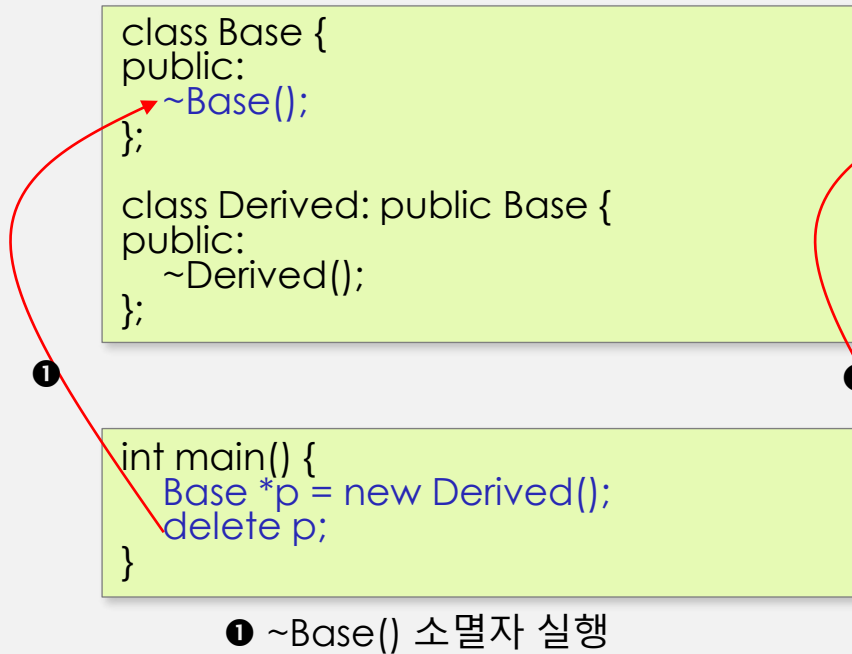 class Base {
public:
~Base();
};
class Derived: public Base {
public:
~Derived();
};
❶
int main() {
Base *p = new Derived();
delete p;
}
❶ ~Base() 소멸자 실행